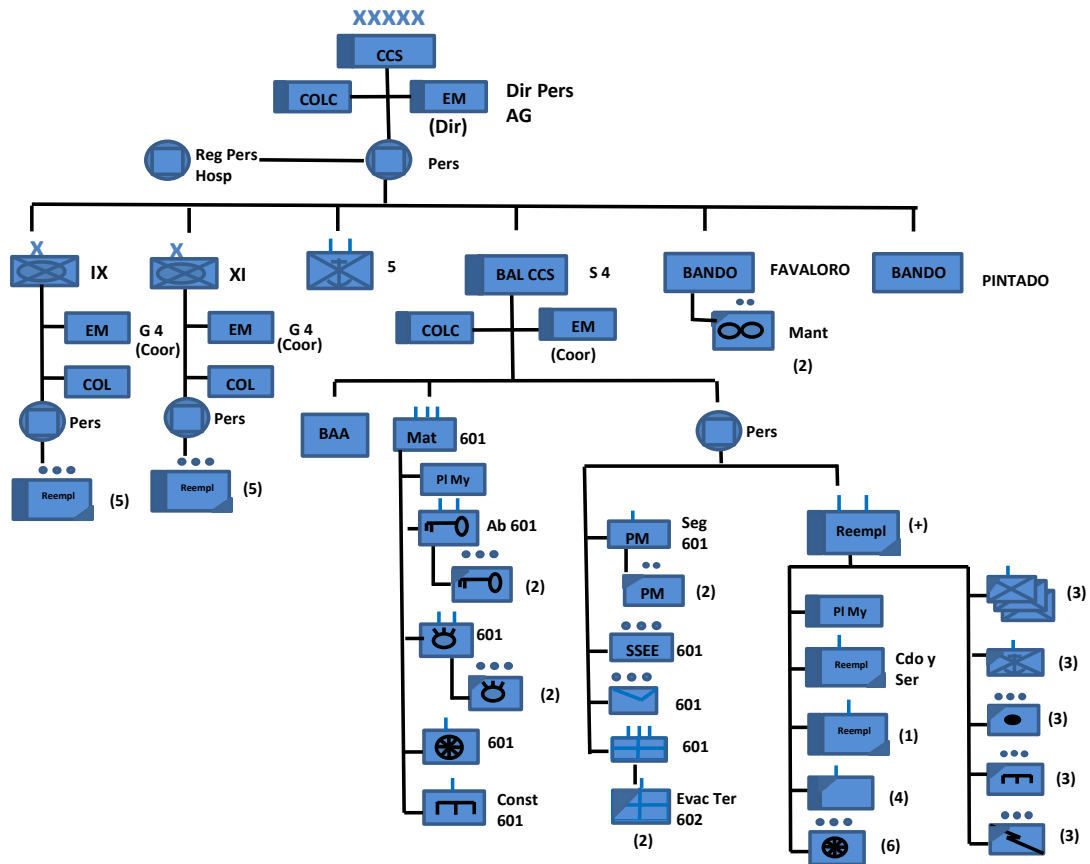 XXXXX
CCS
COLC
EM
Dir Pers
AG
(Dir)
Reg Pers
Hosp
Pers
X
IX
X
XI
5
BAL CCS
S 4
BANDO
FAVALORO
BANDO
PINTADO
EM
G 4
(Coor)
EM
G 4
(Coor)
COLC
EM
(Coor)
Mant
(2)
COL
COL
Pers
Pers
Reempl
(5)
Reempl
(5)
BAA
Mat
601
Pers
Pl My
Ab 601
(2)
601
(2)
601
Const
601
PM
Seg
601
PM
(2)
SSEE
601
601
601
Evac Ter
602
(2)
Reempl
(+)
Pl My
Reempl
Cdo y
Ser
Reempl
(1)
(4)
(6)
(3)
(3)
(3)
(3)
(3)